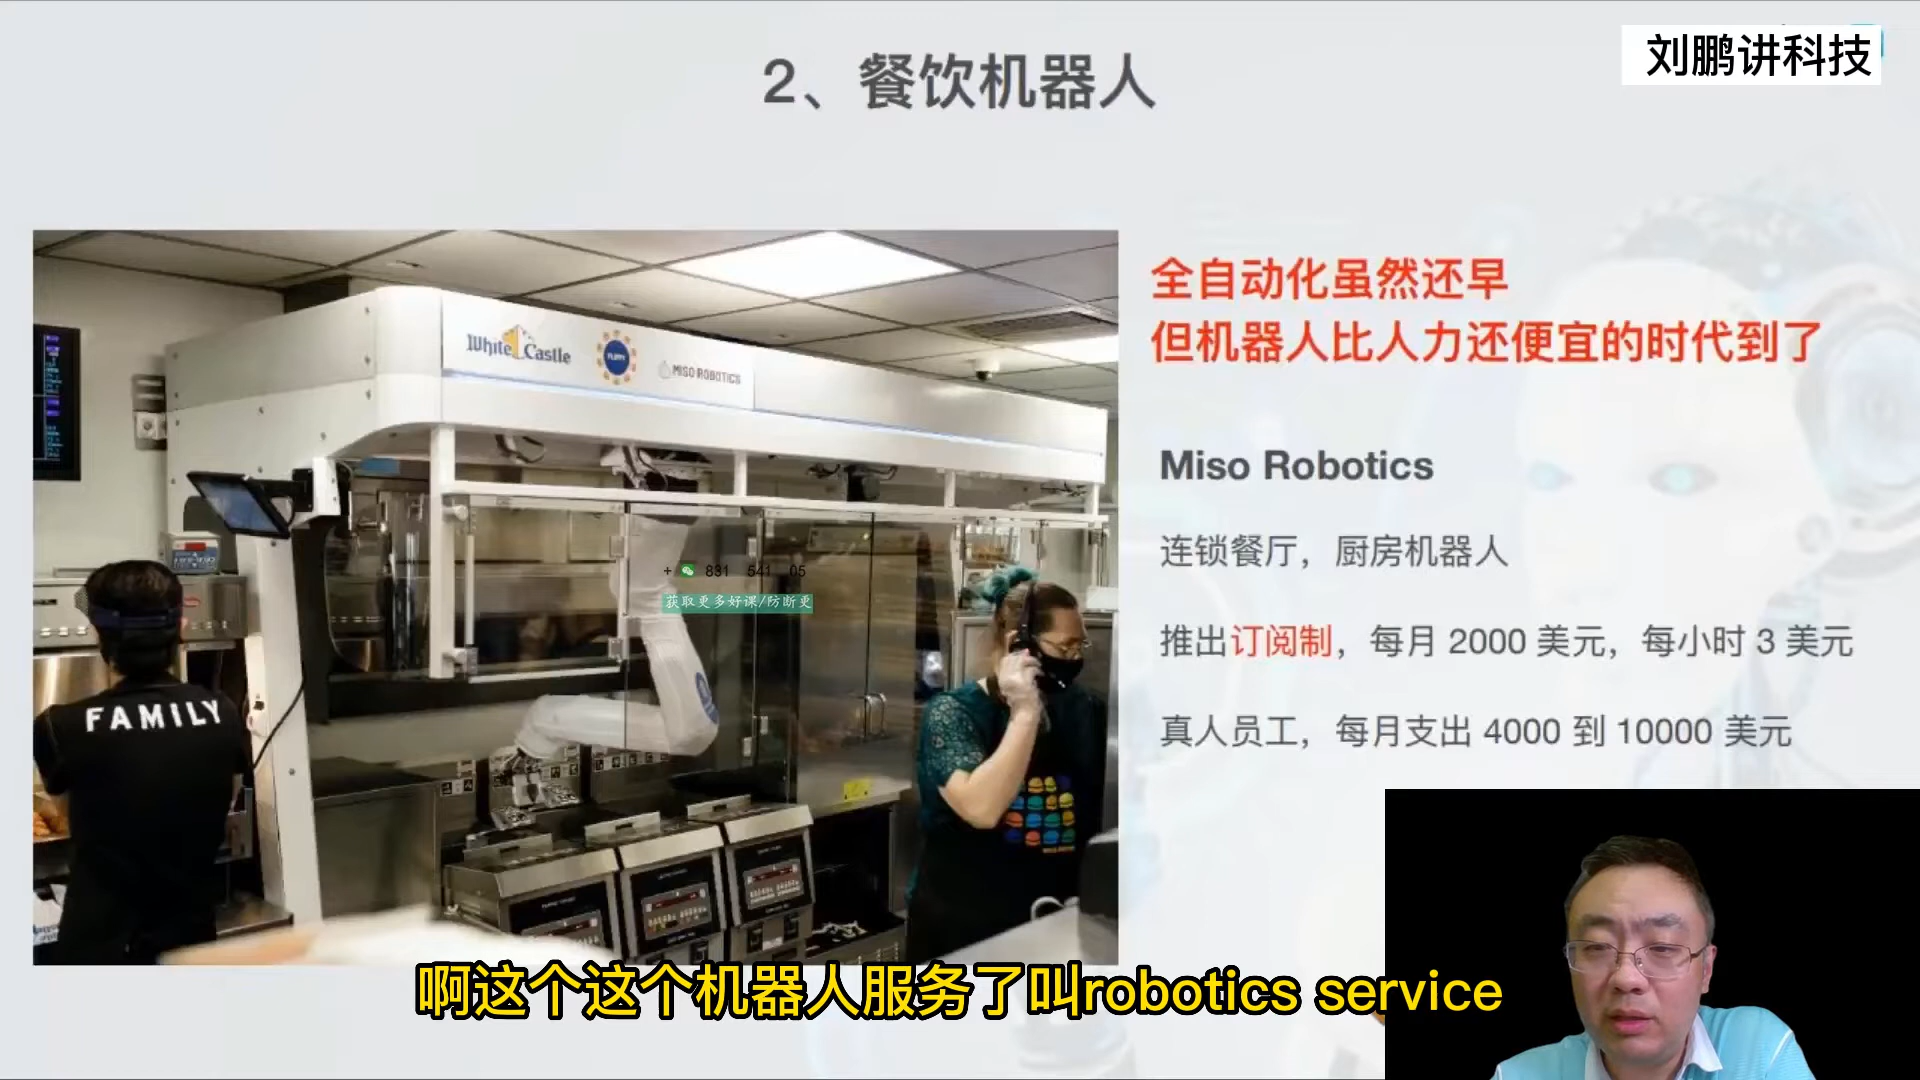 刘鹏讲科技
2、餐饮机器人
全自动化虽然还早
但机器人比人力还便宜的时代到了
White Castle
FLIPPY
MISO ROBOTICS
Miso Robotics
连锁餐厅，厨房机器人
+ 831 541 05
获取更多好课/防断更
推出订阅制，每月 2000 美元，每小时 3 美元
FAMILY
真人员工，每月支出 4000 到 10000 美元
啊这个这个机器人服务了叫robotics service